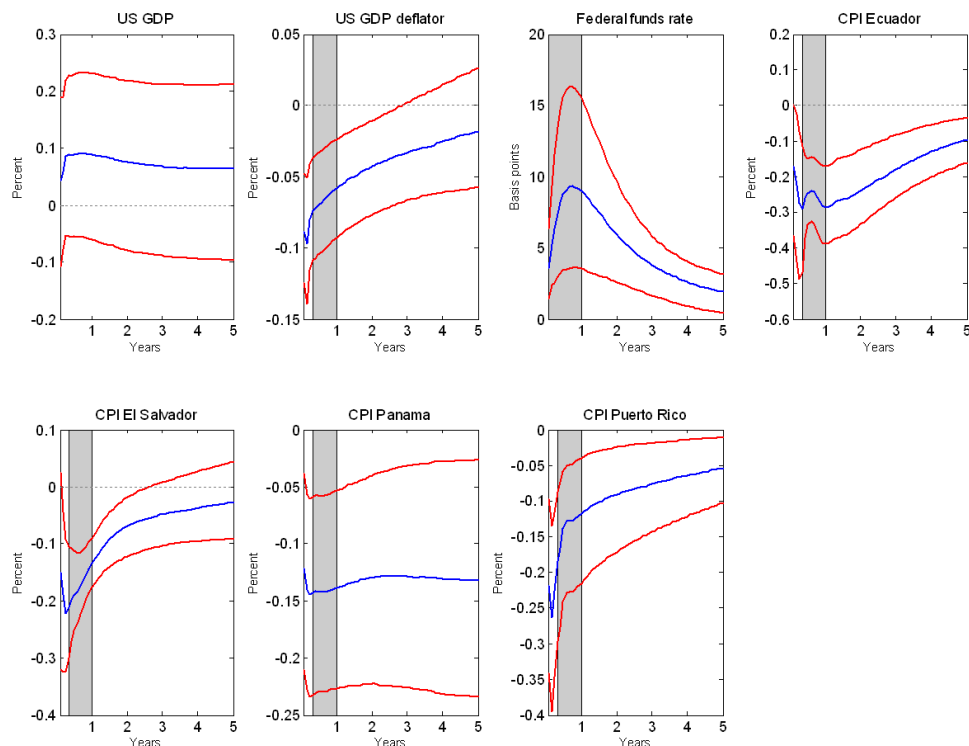 US GDP
0.3
0.2
0.1
0
-0.1
-0.2
Percent
1 2 3 4 5
Years
US GDP deflator
0.05
0
-0.05
-0.1
-0.15
Percent
1 2 3 4 5
Years
Federal funds rate
20
15
10
5
0
Basis points
1 2 3 4 5
Years
CPI Ecuador
0.2
0.1
0
-0.1
-0.2
-0.3
-0.4
-0.5
-0.6
Percent
1 2 3 4 5
Years
CPI El Salvador
0.1
0
-0.1
-0.2
-0.3
-0.4
Percent
1 2 3 4 5
Years
CPI Panama
0
-0.05
-0.1
-0.15
-0.2
-0.25
Percent
1 2 3 4 5
Years
CPI Puerto Rico
0
-0.05
-0.1
-0.15
-0.2
-0.25
-0.3
-0.35
-0.4
Percent
1 2 3 4 5
Years